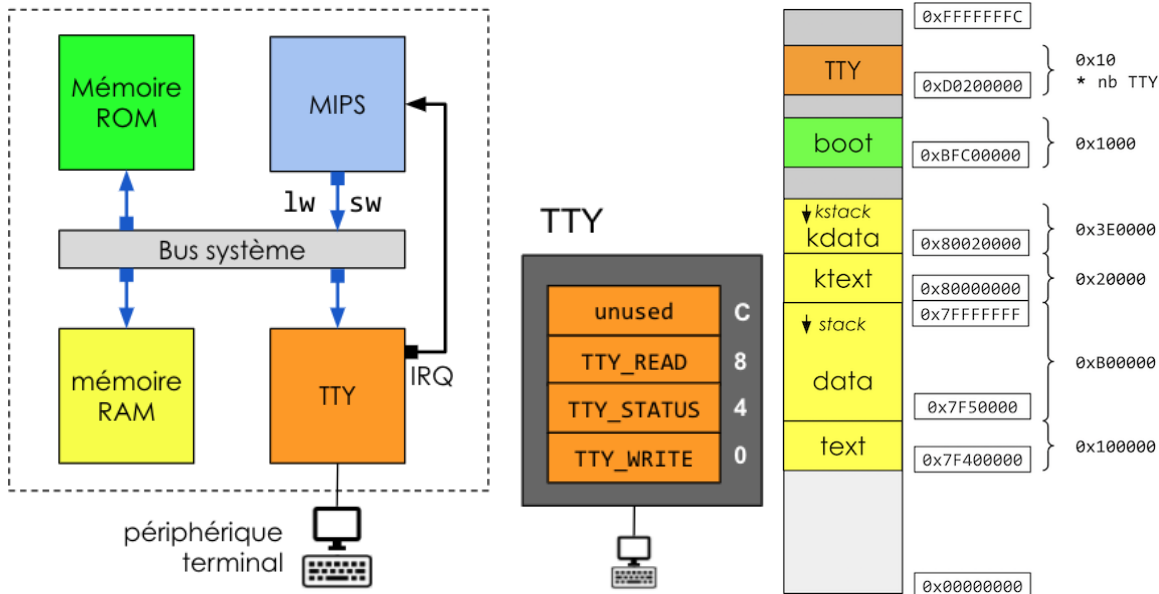 Mémoire
ROM
MIPS
lw sw
Bus système
mémoire
RAM
TTY
IRQ
périphérique
terminal
TTY
unused C
TTY_READ 8
TTY_STATUS 4
TTY_WRITE 0
0xFFFFFFFC
TTY
0xD0200000
0x10
* nb TTY
boot
0xBFC00000
0x1000
kstack
kdata
0x80020000
0x3E0000
ktext
0x80000000
0x20000
0x7FFFFFFF
stack
data
0x7F50000
0xB00000
text
0x7F400000
0x100000
0x00000000